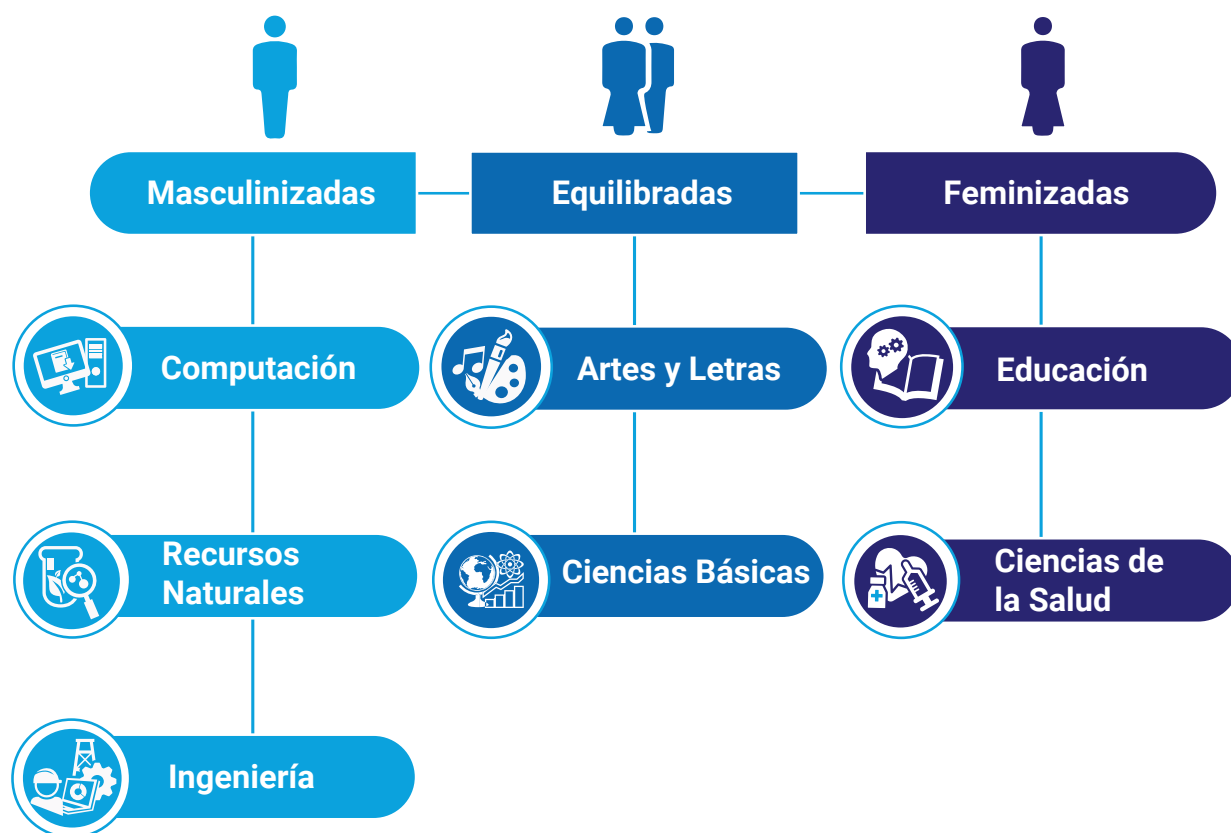 Masculinizadas
Equilibradas
Feminizadas
Computación
Artes y Letras
Educación
Recursos
Naturales
Ciencias Básicas
Ciencias de
la Salud
Ingeniería